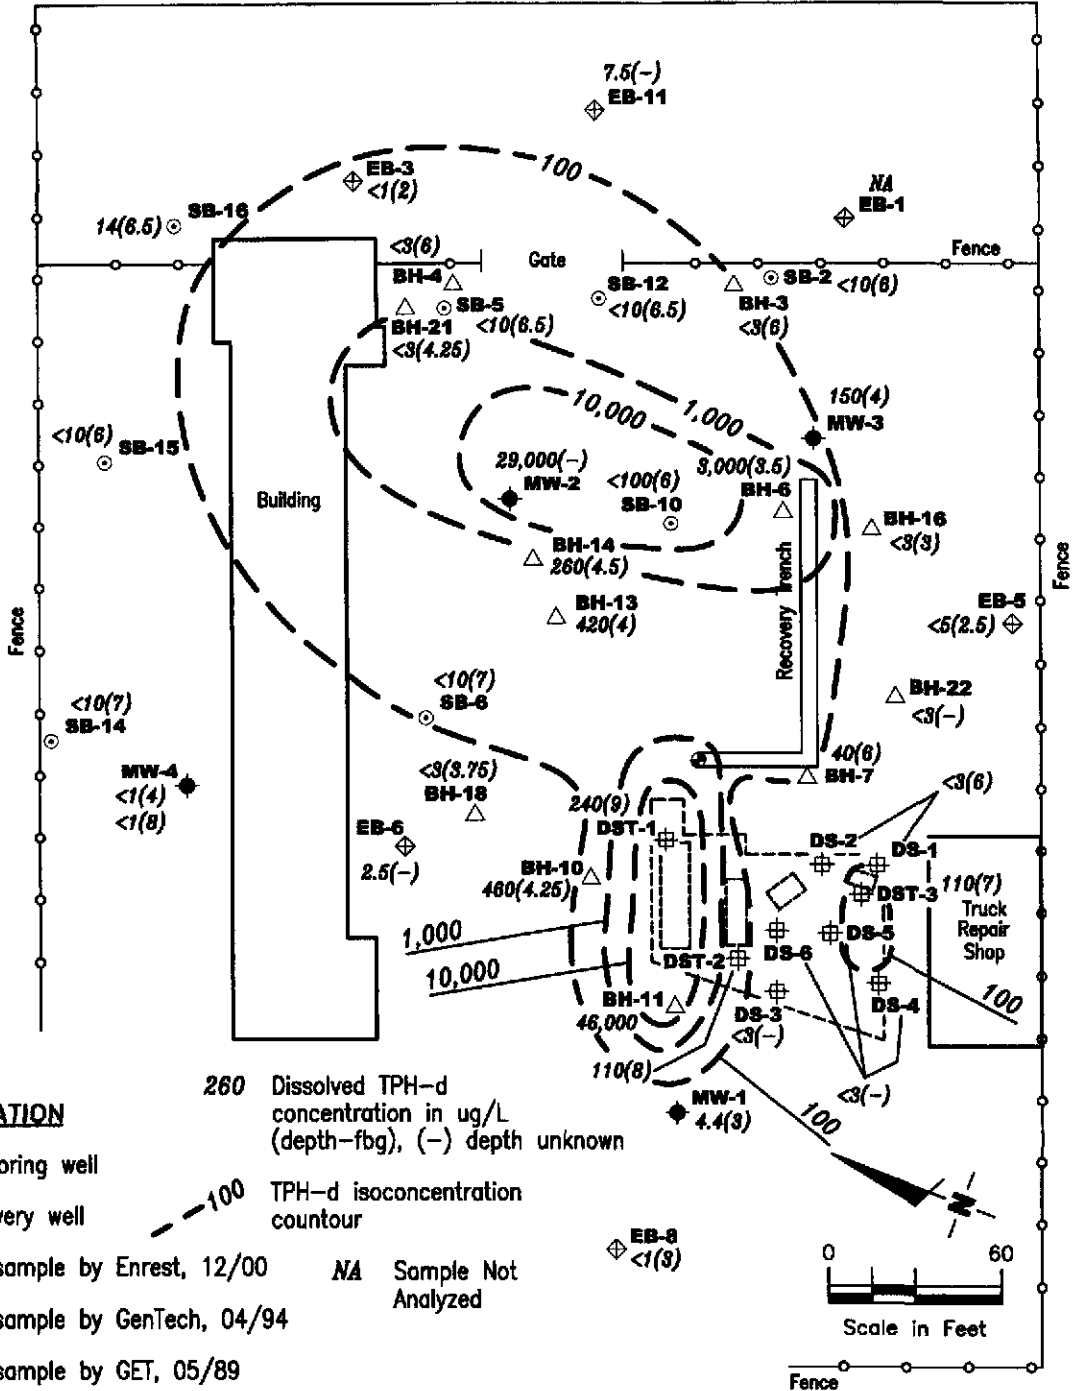 7.5(-)
EB-11
100
EB-3
<1(2)
NA
EB-1
SB-16
14(6.5)
<3(6)
Gate
Fence
BH-4
SB-12
<10(6.5)
SB-2
<10(6)
SB-5
<10(6.5)
BH-3
<3(6)
BH-21
<3(4.25)
10,000
1,000
150(4)
MW-3
<10(6)
SB-15
29,000(-)
MW-2
<100(6)
SB-10
3,000(3.5)
BH-6
Building
BH-16
<3(3)
BH-14
260(4.5)
Recovery Trench
Fence
BH-13
420(4)
EB-5
<5(2.5)
Fence
<10(7)
SB-6
BH-22
<3(-)
<10(7)
SB-14
MW-4
<1(4)
<1(8)
<3(3.75)
BH-18
40(6)
BH-7
<3(6)
240(9)
DST-1
EB-6
2.5(-)
DS-2
DS-1
BH-10
460(4.25)
110(7)
DST-3
Truck
Repair
Shop
1,000
DS-5
DS-6
DST-2
10,000
BH-11
46,000
DS-3
<3(-)
DS-4
100
110(8)
<3(-)
MW-1
4.4(3)
100
260 Dissolved TPH-d
concentration in ug/L
(depth-fbg), (-) depth unknown
ATION
oring well
100 TPH-d isoconcentration
countour
very well
N
EB-8
<1(3)
sample by Enrest, 12/00
NA Sample Not
Analyzed
0 60
Scale in Feet
sample by GenTech, 04/94
sample by GET, 05/89
Fence